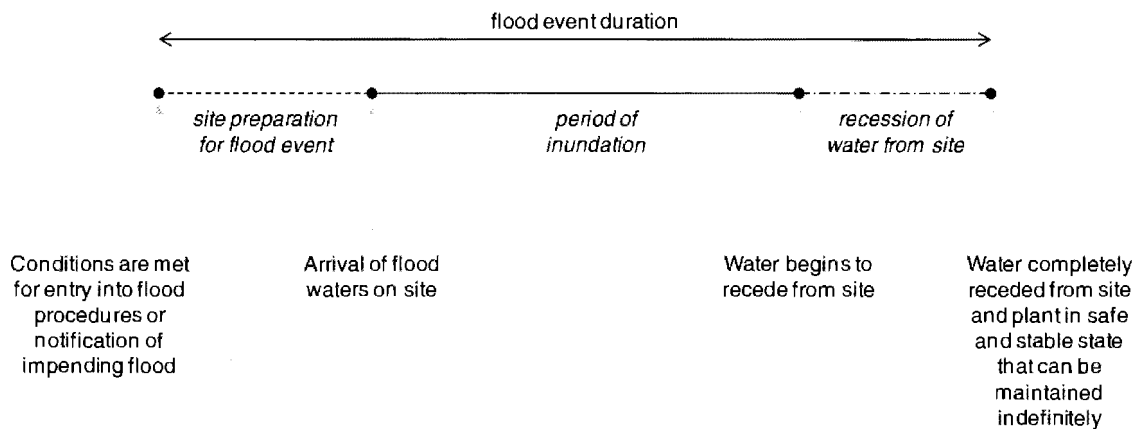 flood event duration
site preparation
for flood event
period of
inundation
recession of
water from site
Conditions are met
for entry into flood
procedures or
notification of
impending flood
Arrival of flood
waters on site
Water begins to
recede from site
Water completely
receded from site
and plant in safe
and stable state
that can be
maintained
indefinitely